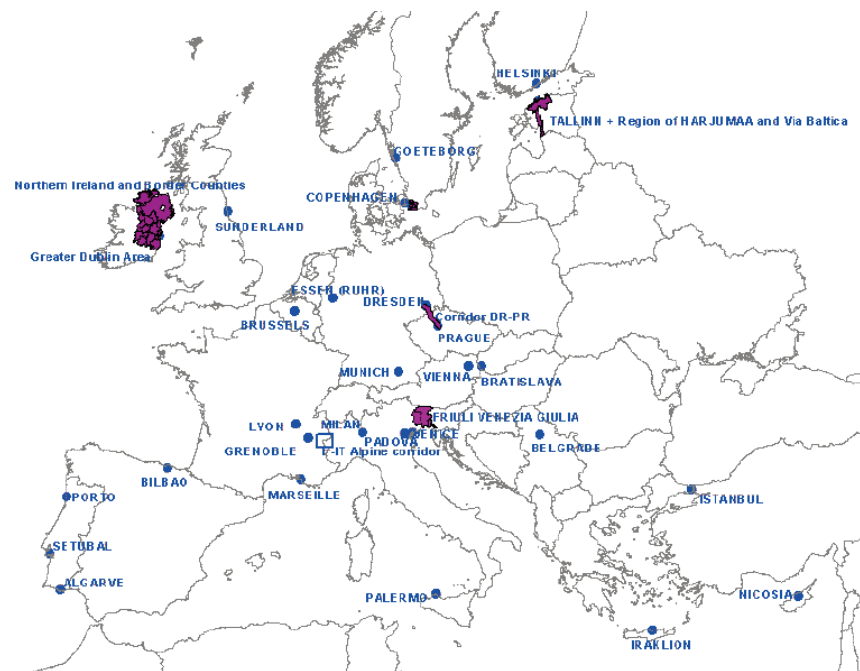 HELSINKI
TALLINN + Region of HARJUMAA and Via Baltica
GOETEBORG
Northern Ireland and Border Counties
COPENHAGEN
SUNDERLAND
Greater Dublin Area
ESSEN (RUHR)
DRESDEN
Corridor DR-PR
BRUSSELS
PRAGUE
MUNICH
VIENNA
BRATISLAVA
FRIULI VENEZIA GIULIA
LYON
MILAN
VENICE
PADOVA
GRENOBLE
F-IT Alpine corridor
BELGRADE
BILBAO
MARSEILLE
PORTO
ISTANBUL
SETUBAL
ALGARVE
PALERMO
NICOSIA
IRAKLION